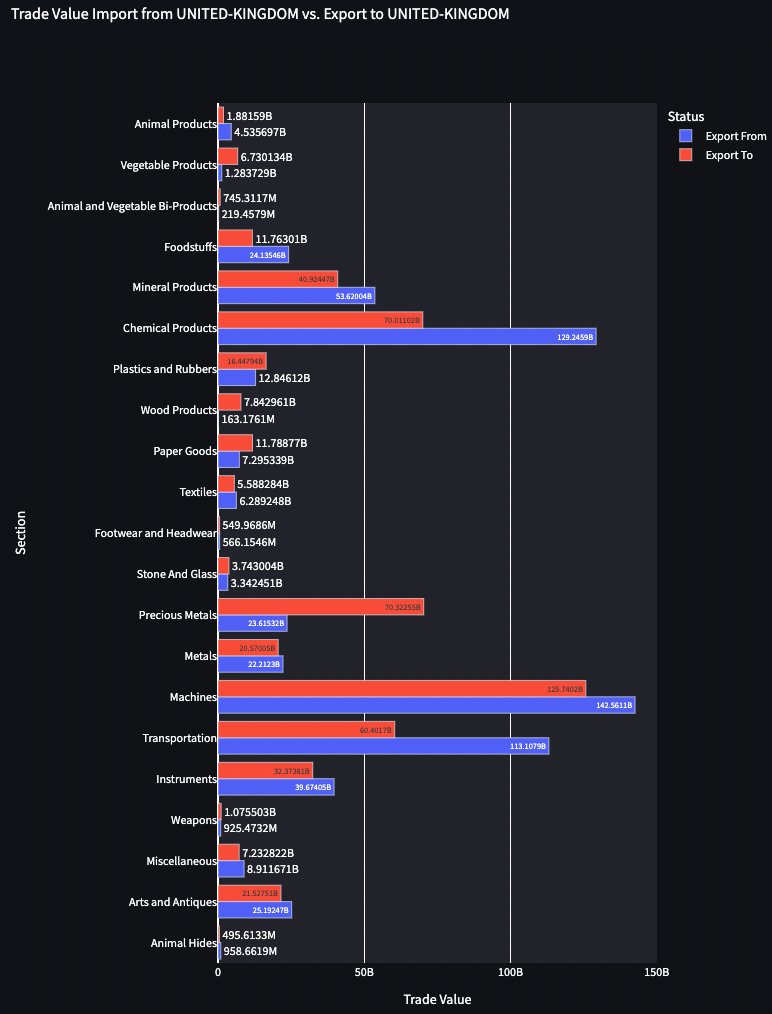 Trade Value Import from UNITED-KINGDOM vs. Export to UNITED-KINGDOM
Status
Export From
Export To
Section
Animal Products
1.88159B
4.535697B
Vegetable Products
6.730134B
1.283729B
Animal and Vegetable Bi-Products
745.3117M
219.4579M
Foodstuffs
11.76301B
24.13546B
Mineral Products
40.92447B
53.62004B
Chemical Products
70.01102B
129.2459B
Plastics and Rubbers
16.44794B
12.84612B
Wood Products
7.842961B
163.1761M
Paper Goods
11.78877B
7.295339B
Textiles
5.588284B
6.289248B
Footwear and Headwear
549.9686M
566.1546M
Stone And Glass
3.743004B
3.342451B
Precious Metals
70.32255B
23.61532B
Metals
20.57005B
22.2123B
Machines
125.7402B
142.5611B
Transportation
60.4017B
113.1079B
Instruments
32.37381B
39.67405B
Weapons
1.075503B
925.4732M
Miscellaneous
7.232822B
8.911671B
Arts and Antiques
21.52751B
25.19247B
Animal Hides
495.6133M
958.6619M
0
50B
100B
150B
Trade Value